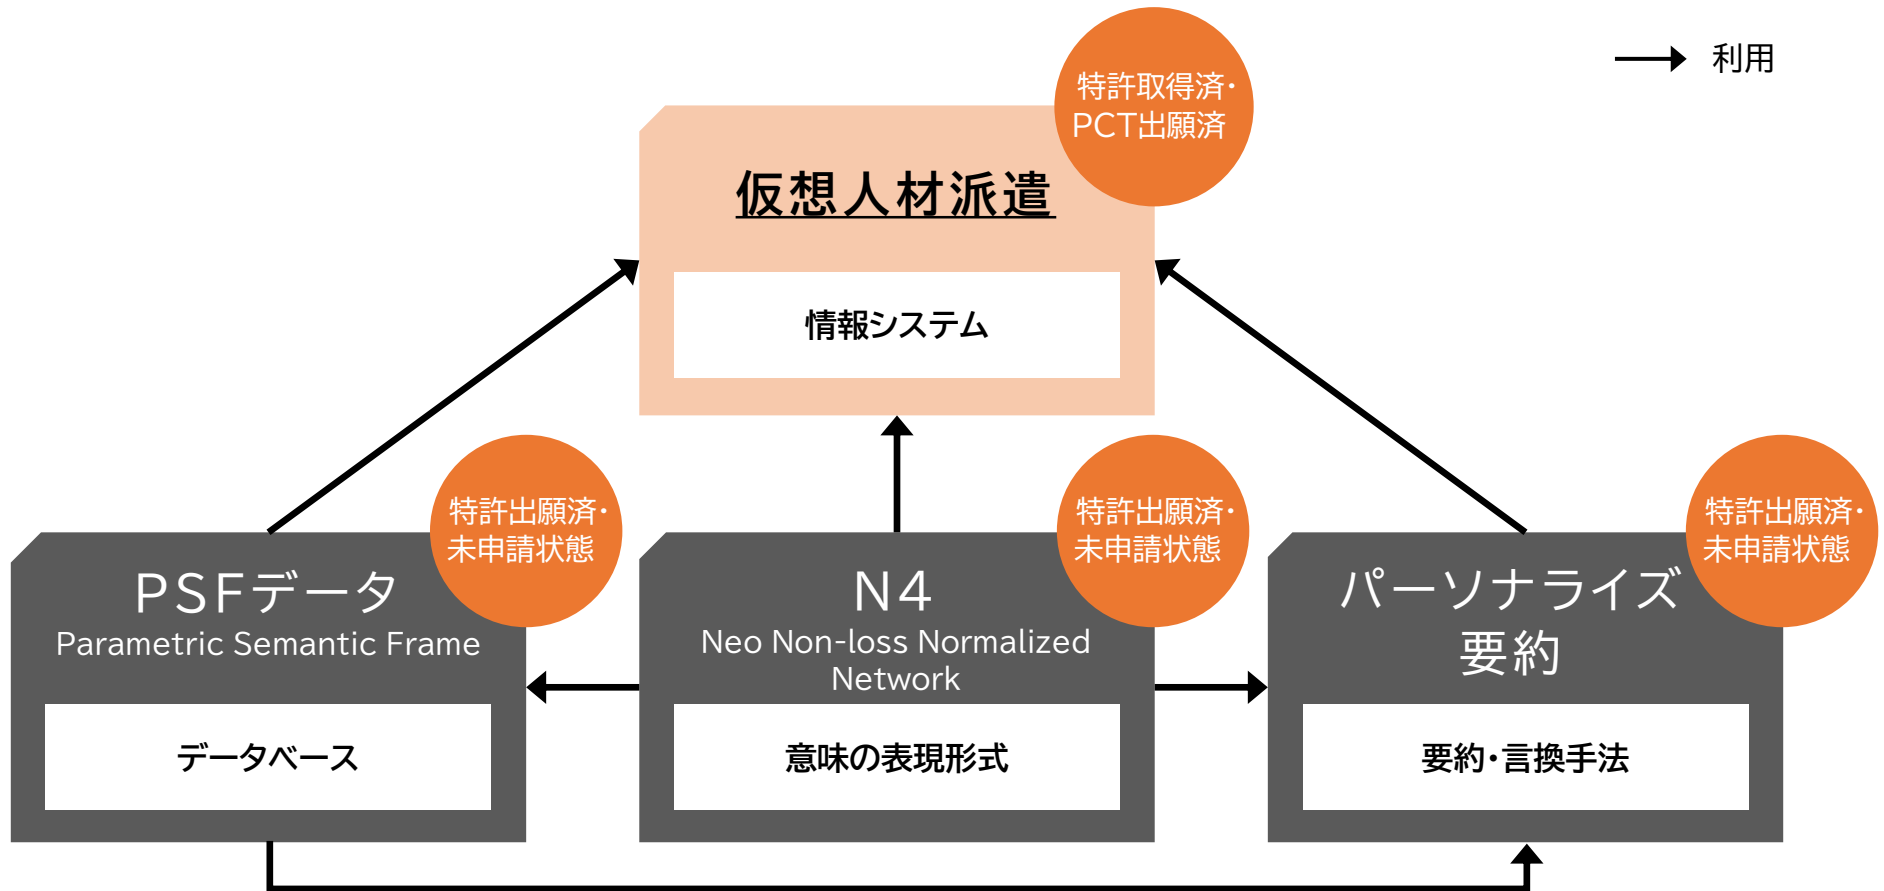 利用
特許取得済・
PCT出願済
仮想人材派遣
情報システム
特許出願済・
未申請状態
PSFデータ
Parametric Semantic Frame
データベース
特許出願済・
未申請状態
N4
Neo Non-loss Normalized
Network
意味の表現形式
特許出願済・
未申請状態
パーソナライズ
要約
要約・言換手法